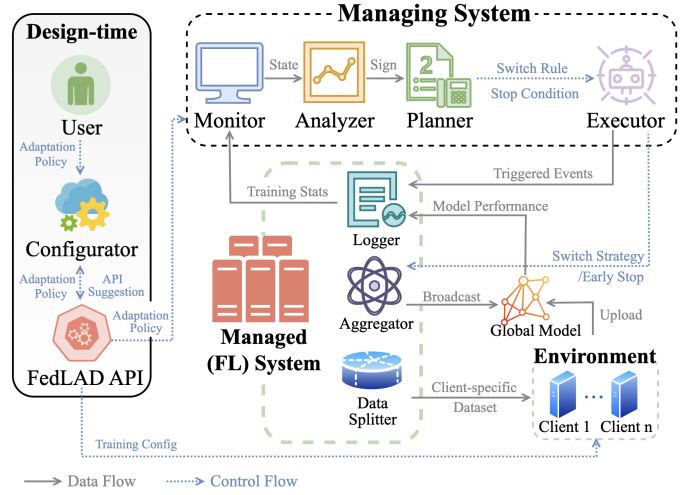 Design-time
Managing System
State
Sign
2
Switch Rule
Stop Condition
User
Monitor
Analyzer
Planner
Executor
Adaptation
Policy
Triggered Events
Training Stats
Model Performance
Logger
Configurator
Switch Strategy
/Early Stop
Adaptation
Policy
API
Suggestion
Broadcast
Aggregator
Global Model
Upload
Adaptation
Policy
Managed
(FL) System
FedLAD API
Environment
Client-specific
Dataset
Data
Splitter
Client 1
Client n
Training Config
Data Flow
Control Flow